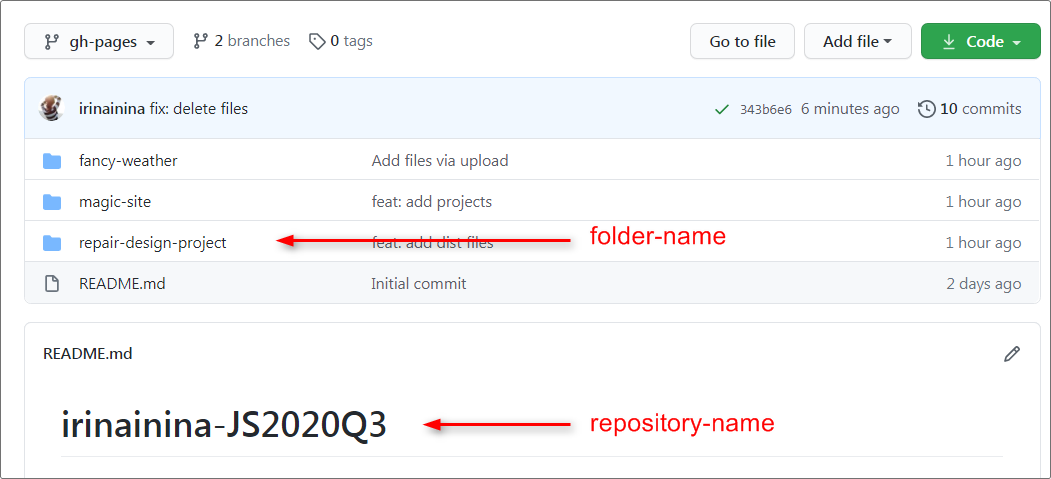 gh-pages 2 branches 0 tags Go to file Add file Code
irinainina fix: delete files 343b6e6 6 minutes ago 10 commits
fancy-weather Add files via upload 1 hour ago
magic-site feat: add projects 1 hour ago
repair-design-project feat: add dist files folder-name 1 hour ago
README.md Initial commit 2 days ago
README.md
irinainina-JS2020Q3 repository-name